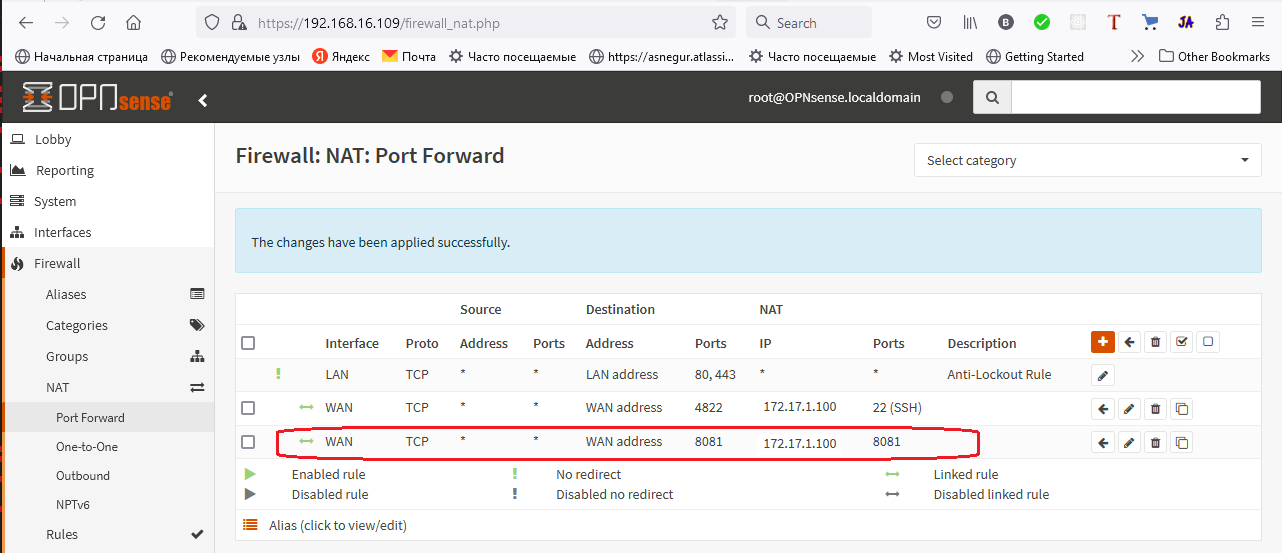 https://192.168.16.109/firewall_nat.php
Search
B
T
JA
Начальная страница
Рекомендуемые узлы
Я Яндекс
Почта
Часто посещаемые
https://asnegur.atlassi...
Часто посещаемые
Most Visited
Getting Started
Other Bookmarks
OPNsense
root@OPNsense.localdomain
Lobby
Reporting
System
Interfaces
Firewall
Aliases
Categories
Groups
NAT
Port Forward
One-to-One
Outbound
NPTv6
Rules
Firewall: NAT: Port Forward
Select category
The changes have been applied successfully.
Source Destination NAT
Interface Proto Address Ports Address Ports IP Ports Description
! LAN TCP * * LAN address 80, 443 * * Anti-Lockout Rule
WAN TCP * * WAN address 4822 172.17.1.100 22 (SSH)
WAN TCP * * WAN address 8081 172.17.1.100 8081
Enabled rule ! No redirect Linked rule
Disabled rule ! Disabled no redirect Disabled linked rule
Alias (click to view/edit)